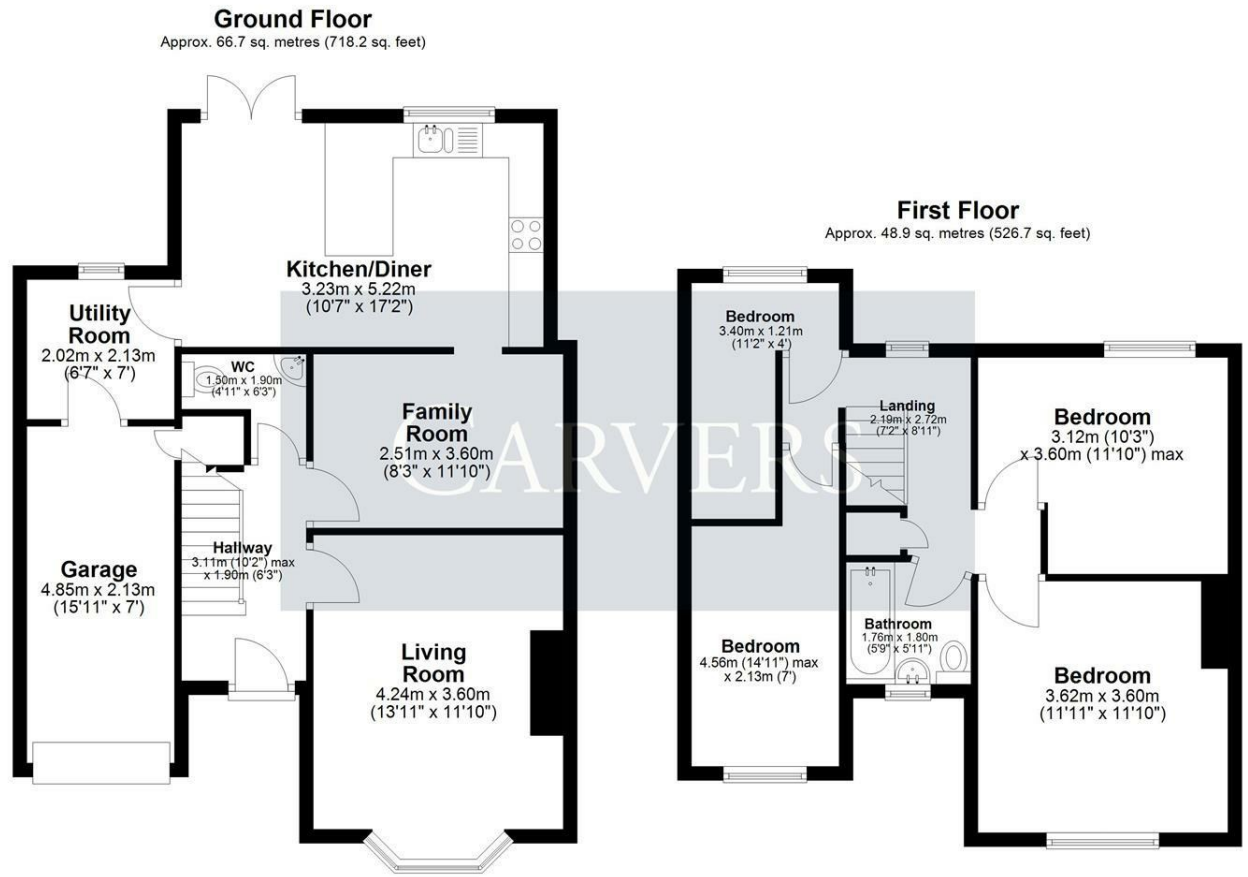 Ground Floor
Approx. 66.7 sq. metres (718.2 sq. feet)
Kitchen/Diner
3.23m x 5.22m
(10'7" x 17'2")
Utility
Room
2.02m x 2.13m
(6'7" x 7')
WC
1.50m x 1.90m
(4'11" x 6'3")
Family
Room
2.51m x 3.60m
(8'3" x 11'10")
Hallway
3.11m (10'2") max
x 1.90m (6'3")
Garage
4.85m x 2.13m
(15'11" x 7')
Living
Room
4.24m x 3.60m
(13'11" x 11'10")
CARVERS
First Floor
Approx. 48.9 sq. metres (526.7 sq. feet)
Bedroom
3.40m x 1.21m
(11'2" x 4')
Landing
2.19m x 2.72m
(7'2" x 8'11")
Bedroom
3.12m (10'3")
x 3.60m (11'10") max
Bathroom
1.76m x 1.80m
(5'9" x 5'11")
Bedroom
4.56m (14'11") max
x 2.13m (7')
Bedroom
3.62m x 3.60m
(11'11" x 11'10")